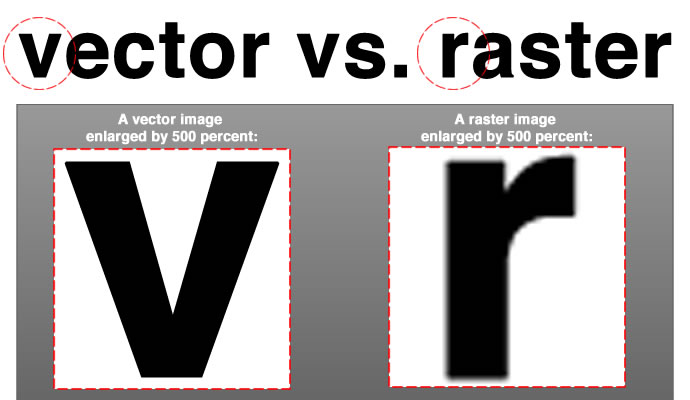 vector vs. raster
A vector image
enlarged by 500 percent:
A raster image
enlarged by 500 percent:
v
r